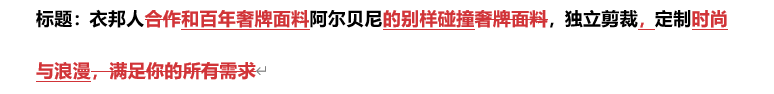 标题：衣邦人合作和百年奢牌面料阿尔贝尼的别样碰撞奢牌面料，独立剪裁，定制时尚
与浪漫，满足你的所有需求↵